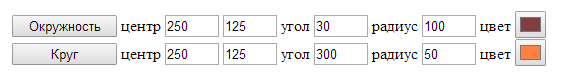 Окружность центр 250 125 угол 30 радиус 100 цвет
Круг центр 250 125 угол 300 радиус 50 цвет